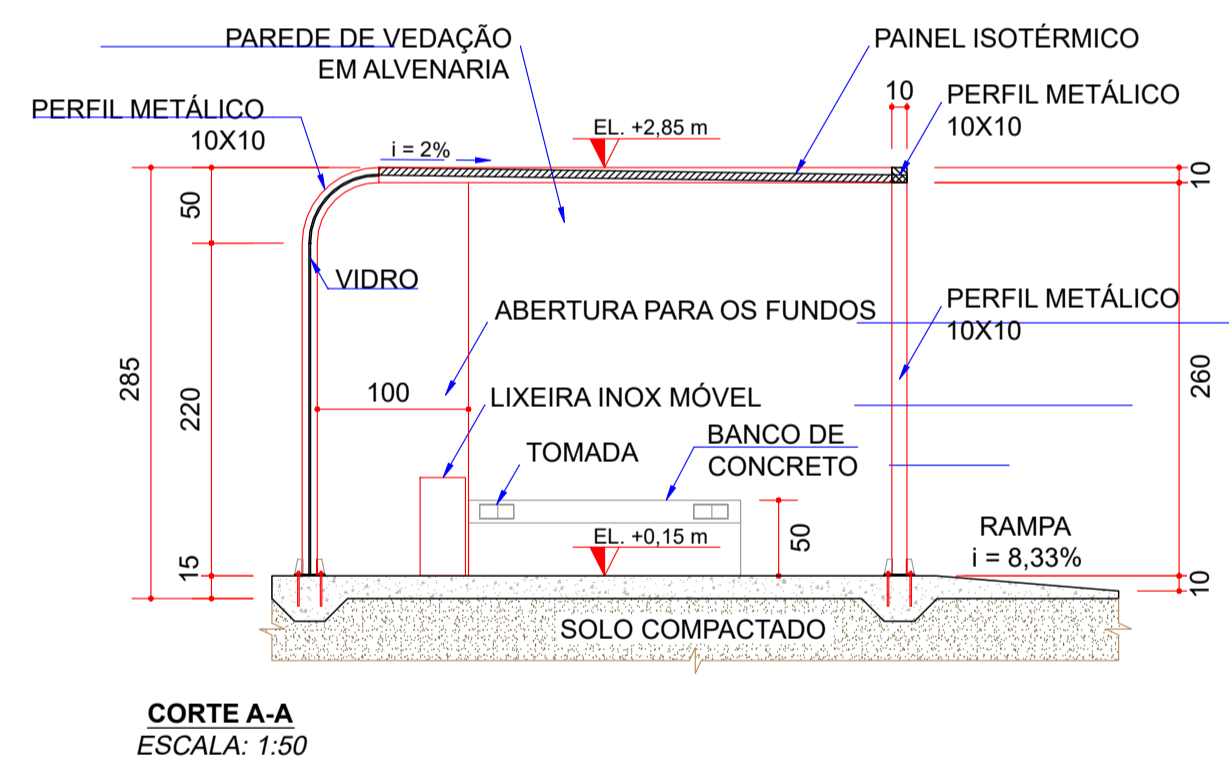 PAREDE DE VEDAÇÃO
EM ALVENARIA
PAINEL ISOTÉRMICO
PERFIL METÁLICO
10X10
10
PERFIL METÁLICO
10X10
EL. +2,85 m
i = 2%
10
50
VIDRO
ABERTURA PARA OS FUNDOS
PERFIL METÁLICO
10X10
285
220
100
260
LIXEIRA INOX MÓVEL
TOMADA
BANCO DE
CONCRETO
EL. +0,15 m
50
RAMPA
i = 8,33%
15
10
SOLO COMPACTADO
CORTE A-A
ESCALA: 1:50